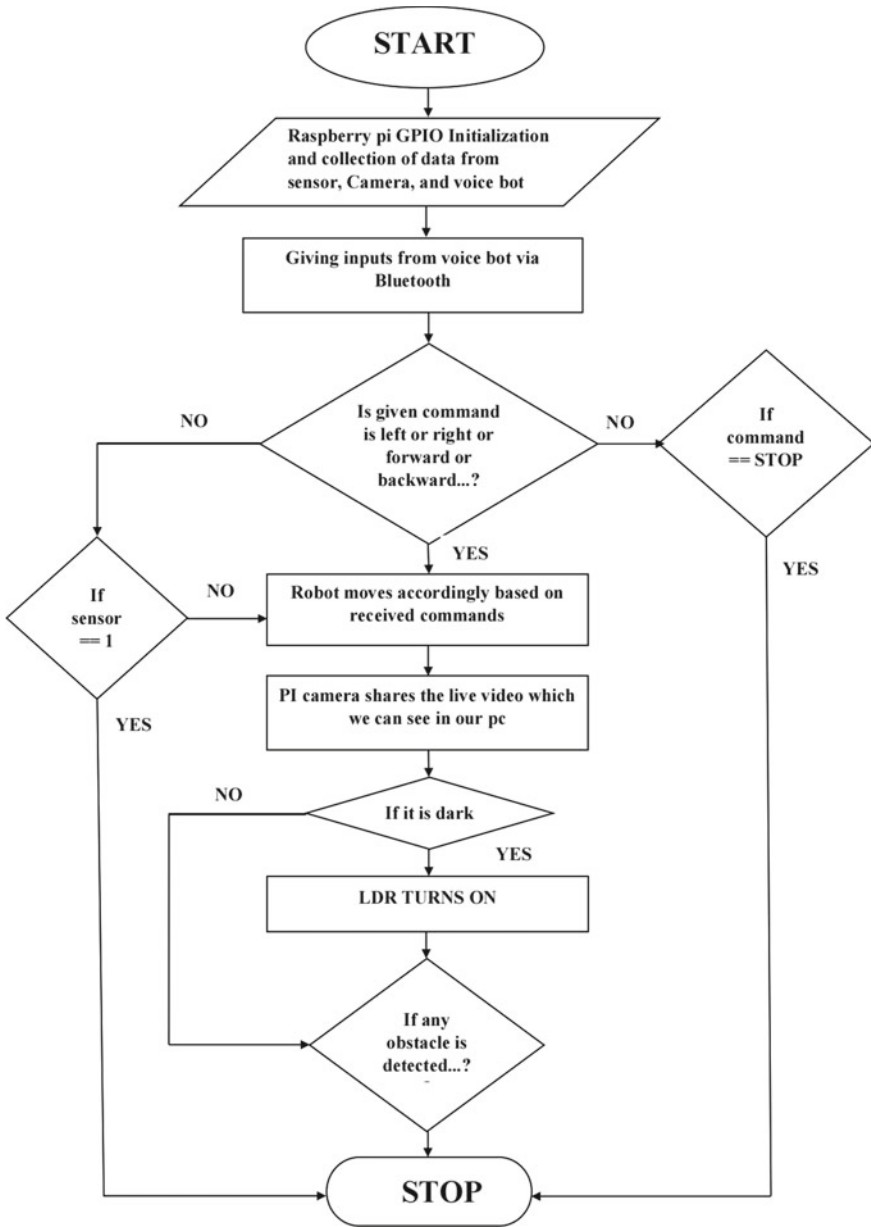 START
Raspberry pi GPIO Initialization
and collection of data from
sensor, Camera, and voice bot
Giving inputs from voice bot via
Bluetooth
NO
Is given command
is left or right or
forward or
backward...?
NO
If
command
== STOP
YES
YES
If
sensor
== 1
NO
Robot moves accordingly based on
received commands
YES
PI camera shares the live video which
we can see in our pc
NO
If it is dark
YES
LDR TURNS ON
If any
obstacle is
detected...?
STOP